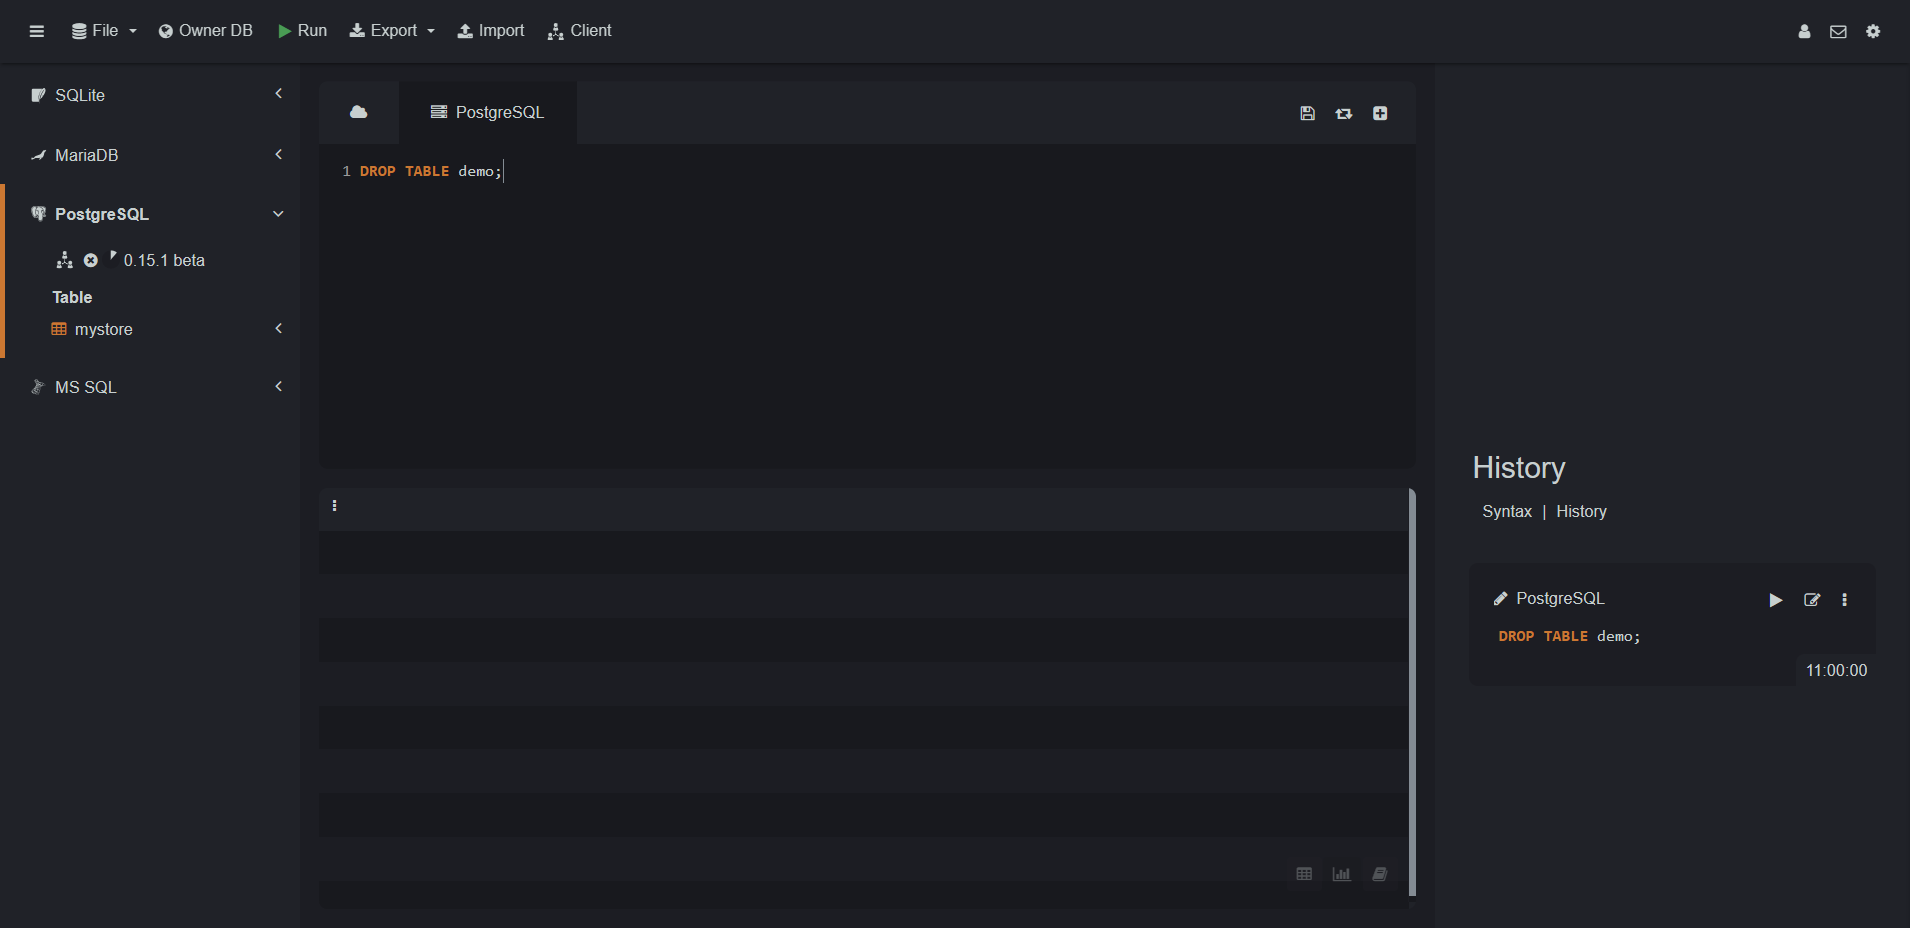 File Owner DB Run Export Import Client
SQLite
MariaDB
PostgreSQL
0.15.1 beta
Table
mystore
MS SQL
PostgreSQL
1 DROP TABLE demo;
History
Syntax | History
PostgreSQL
DROP TABLE demo;
11:00:00